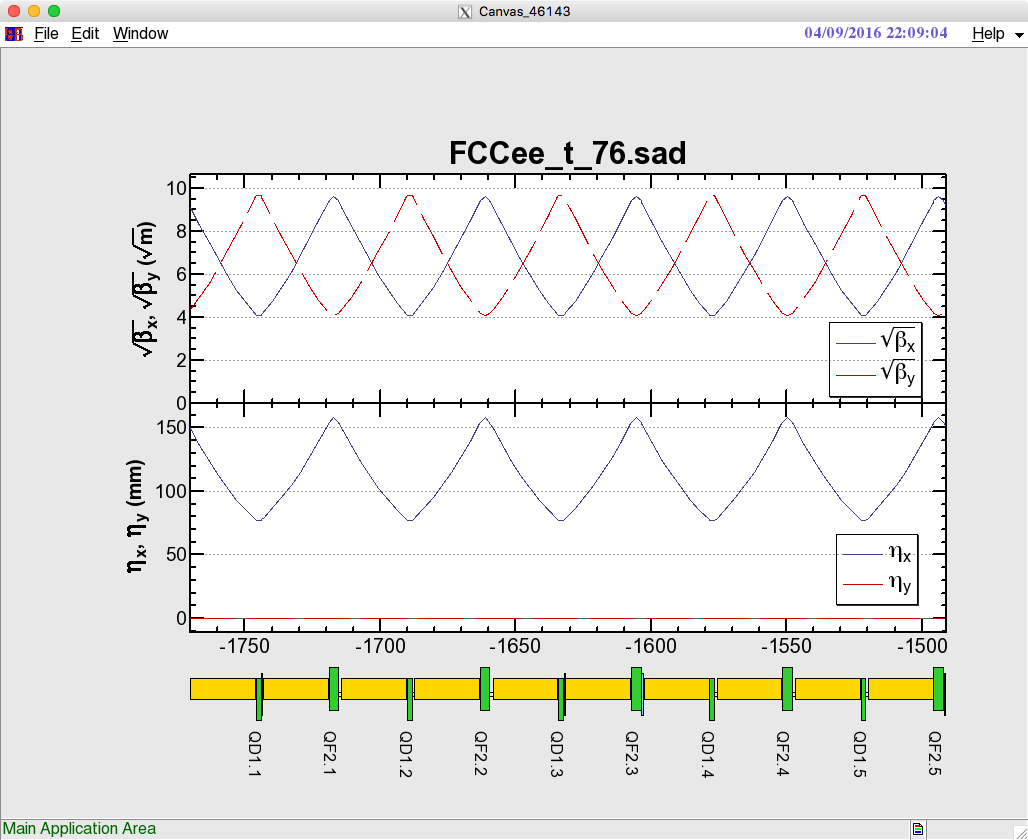 Canvas_46143
File Edit Window 04/09/2016 22:09:04 Help
FCCee_t_76.sad
√βx, √βy (√m)
10
8
6
4
2
0
√βx
√βy
ηx, ηy (mm)
150
100
50
0
ηx
ηy
-1750 -1700 -1650 -1600 -1550 -1500
QD1.1 QF2.1 QD1.2 QF2.2 QD1.3 QF2.3 QD1.4 QF2.4 QD1.5 QF2.5
Main Application Area